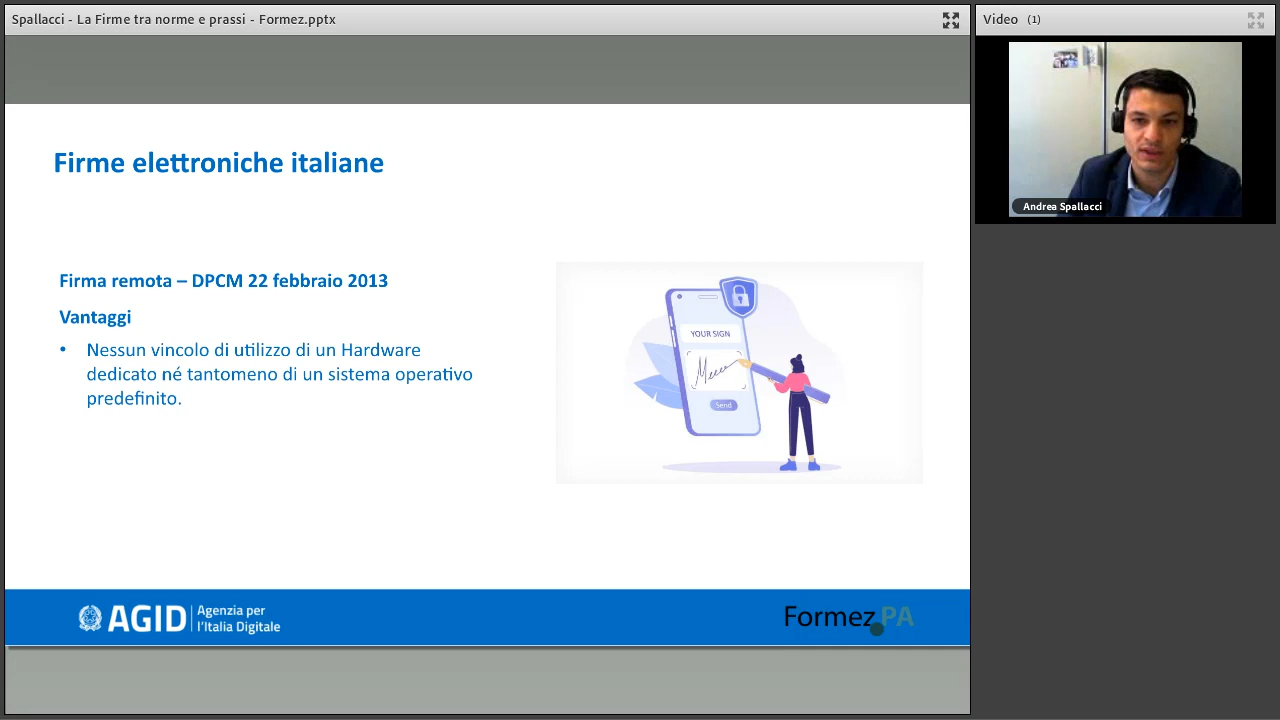 Spallacci - La Firme tra norme e prassi - Formez.pptx
Video (1)
Andrea Spallacci
Firme elettroniche italiane
Firma remota – DPCM 22 febbraio 2013
Vantaggi
• Nessun vincolo di utilizzo di un Hardware
dedicato né tantomeno di un sistema operativo
predefinito.
YOUR SIGN
Send
AGID Agenzia per
l'Italia Digitale
Formez PA